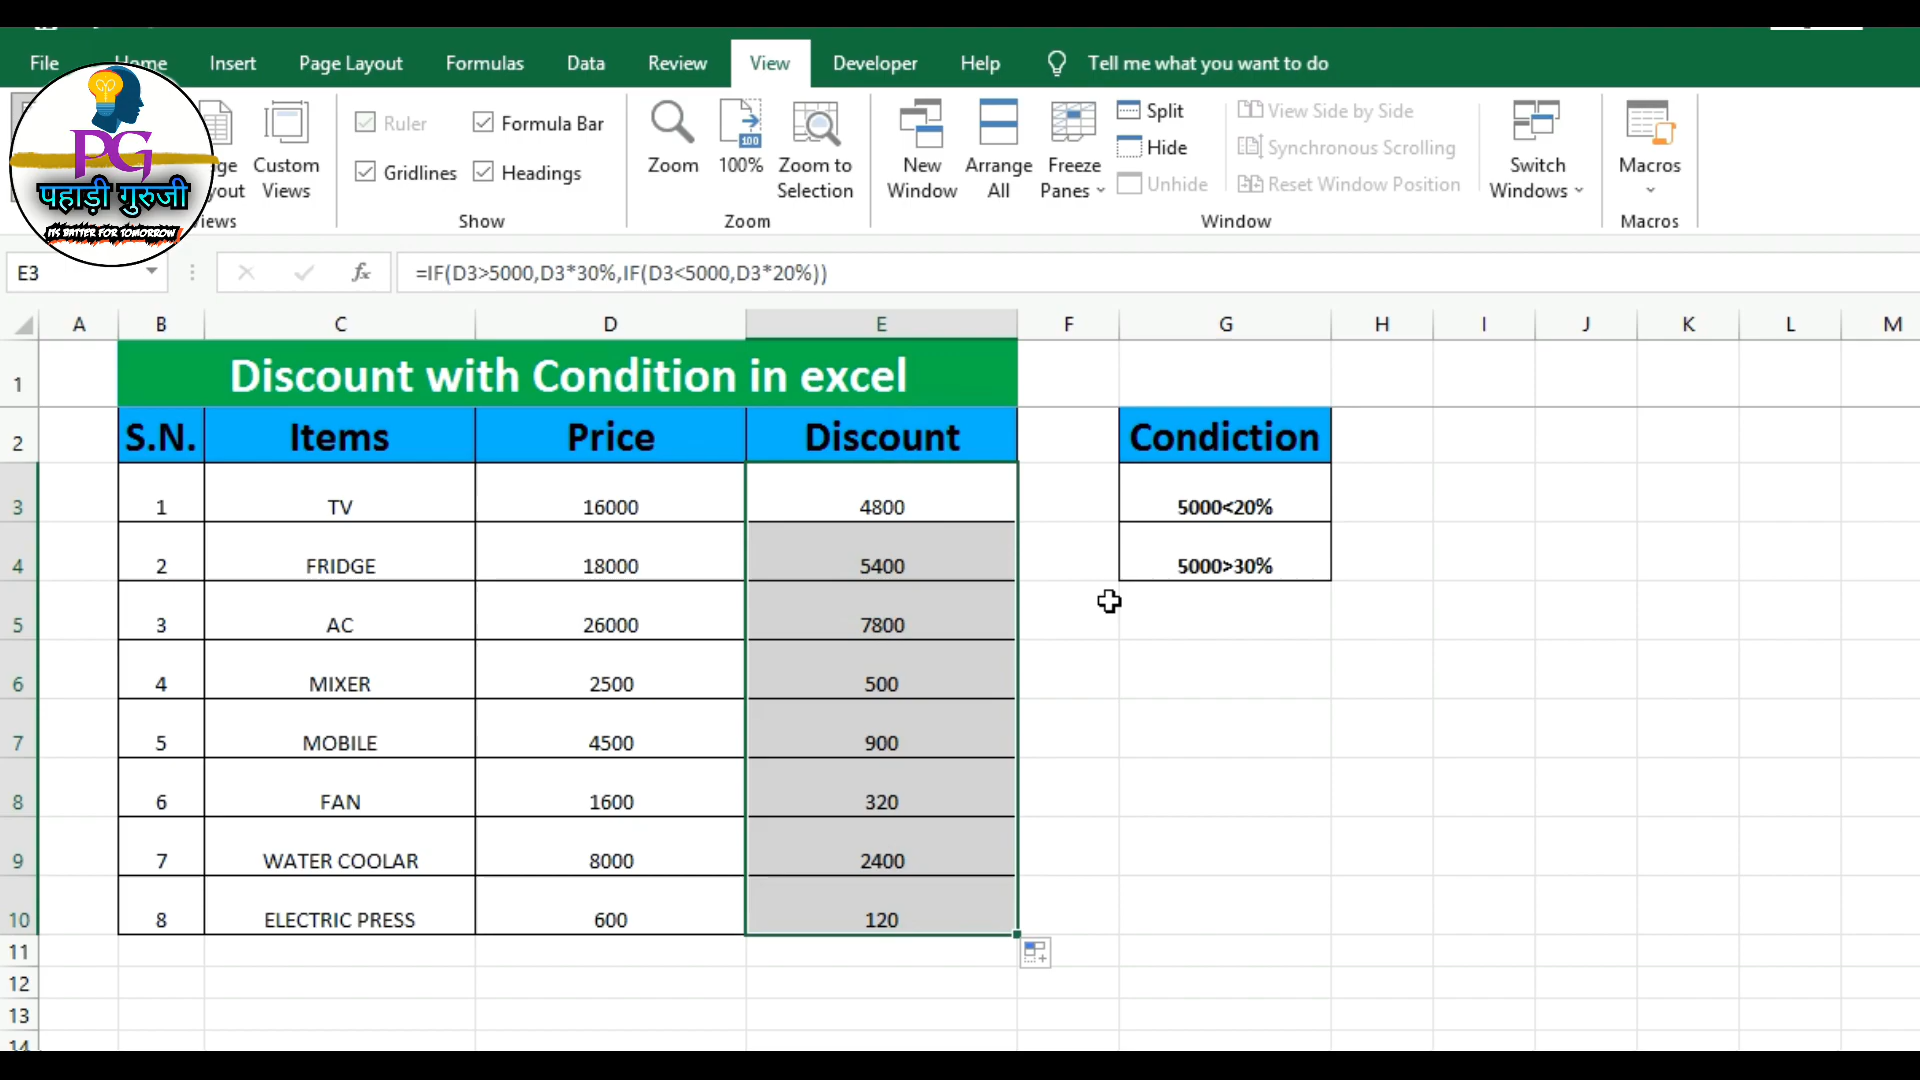 File Home Insert Page Layout Formulas Data Review View Developer Help Tell me what you want to do
Ruler Formula Bar
Gridlines Headings
Show
Custom Views
Zoom 100% Zoom to Selection
Zoom
New Window Arrange All Freeze Panes
Split
Hide
Unhide
View Side by Side
Synchronous Scrolling
Reset Window Position
Window
Switch Windows
Macros
Macros
PG
पहाड़ी गुरुजी
ITS BATTER FOR TOMORROW
E3 fx =IF(D3>5000,D3*30%,IF(D3<5000,D3*20%))
A B C D E F G H I J K L M
1 Discount with Condition in excel
2 S.N. Items Price Discount Condiction
3 1 TV 16000 4800 5000<20%
4 2 FRIDGE 18000 5400 5000>30%
5 3 AC 26000 7800
6 4 MIXER 2500 500
7 5 MOBILE 4500 900
8 6 FAN 1600 320
9 7 WATER COOLAR 8000 2400
10 8 ELECTRIC PRESS 600 120
11
12
13
14